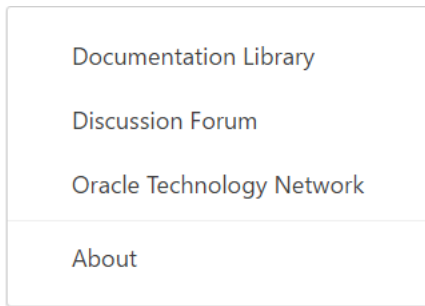 Documentation Library
Discussion Forum
Oracle Technology Network
About